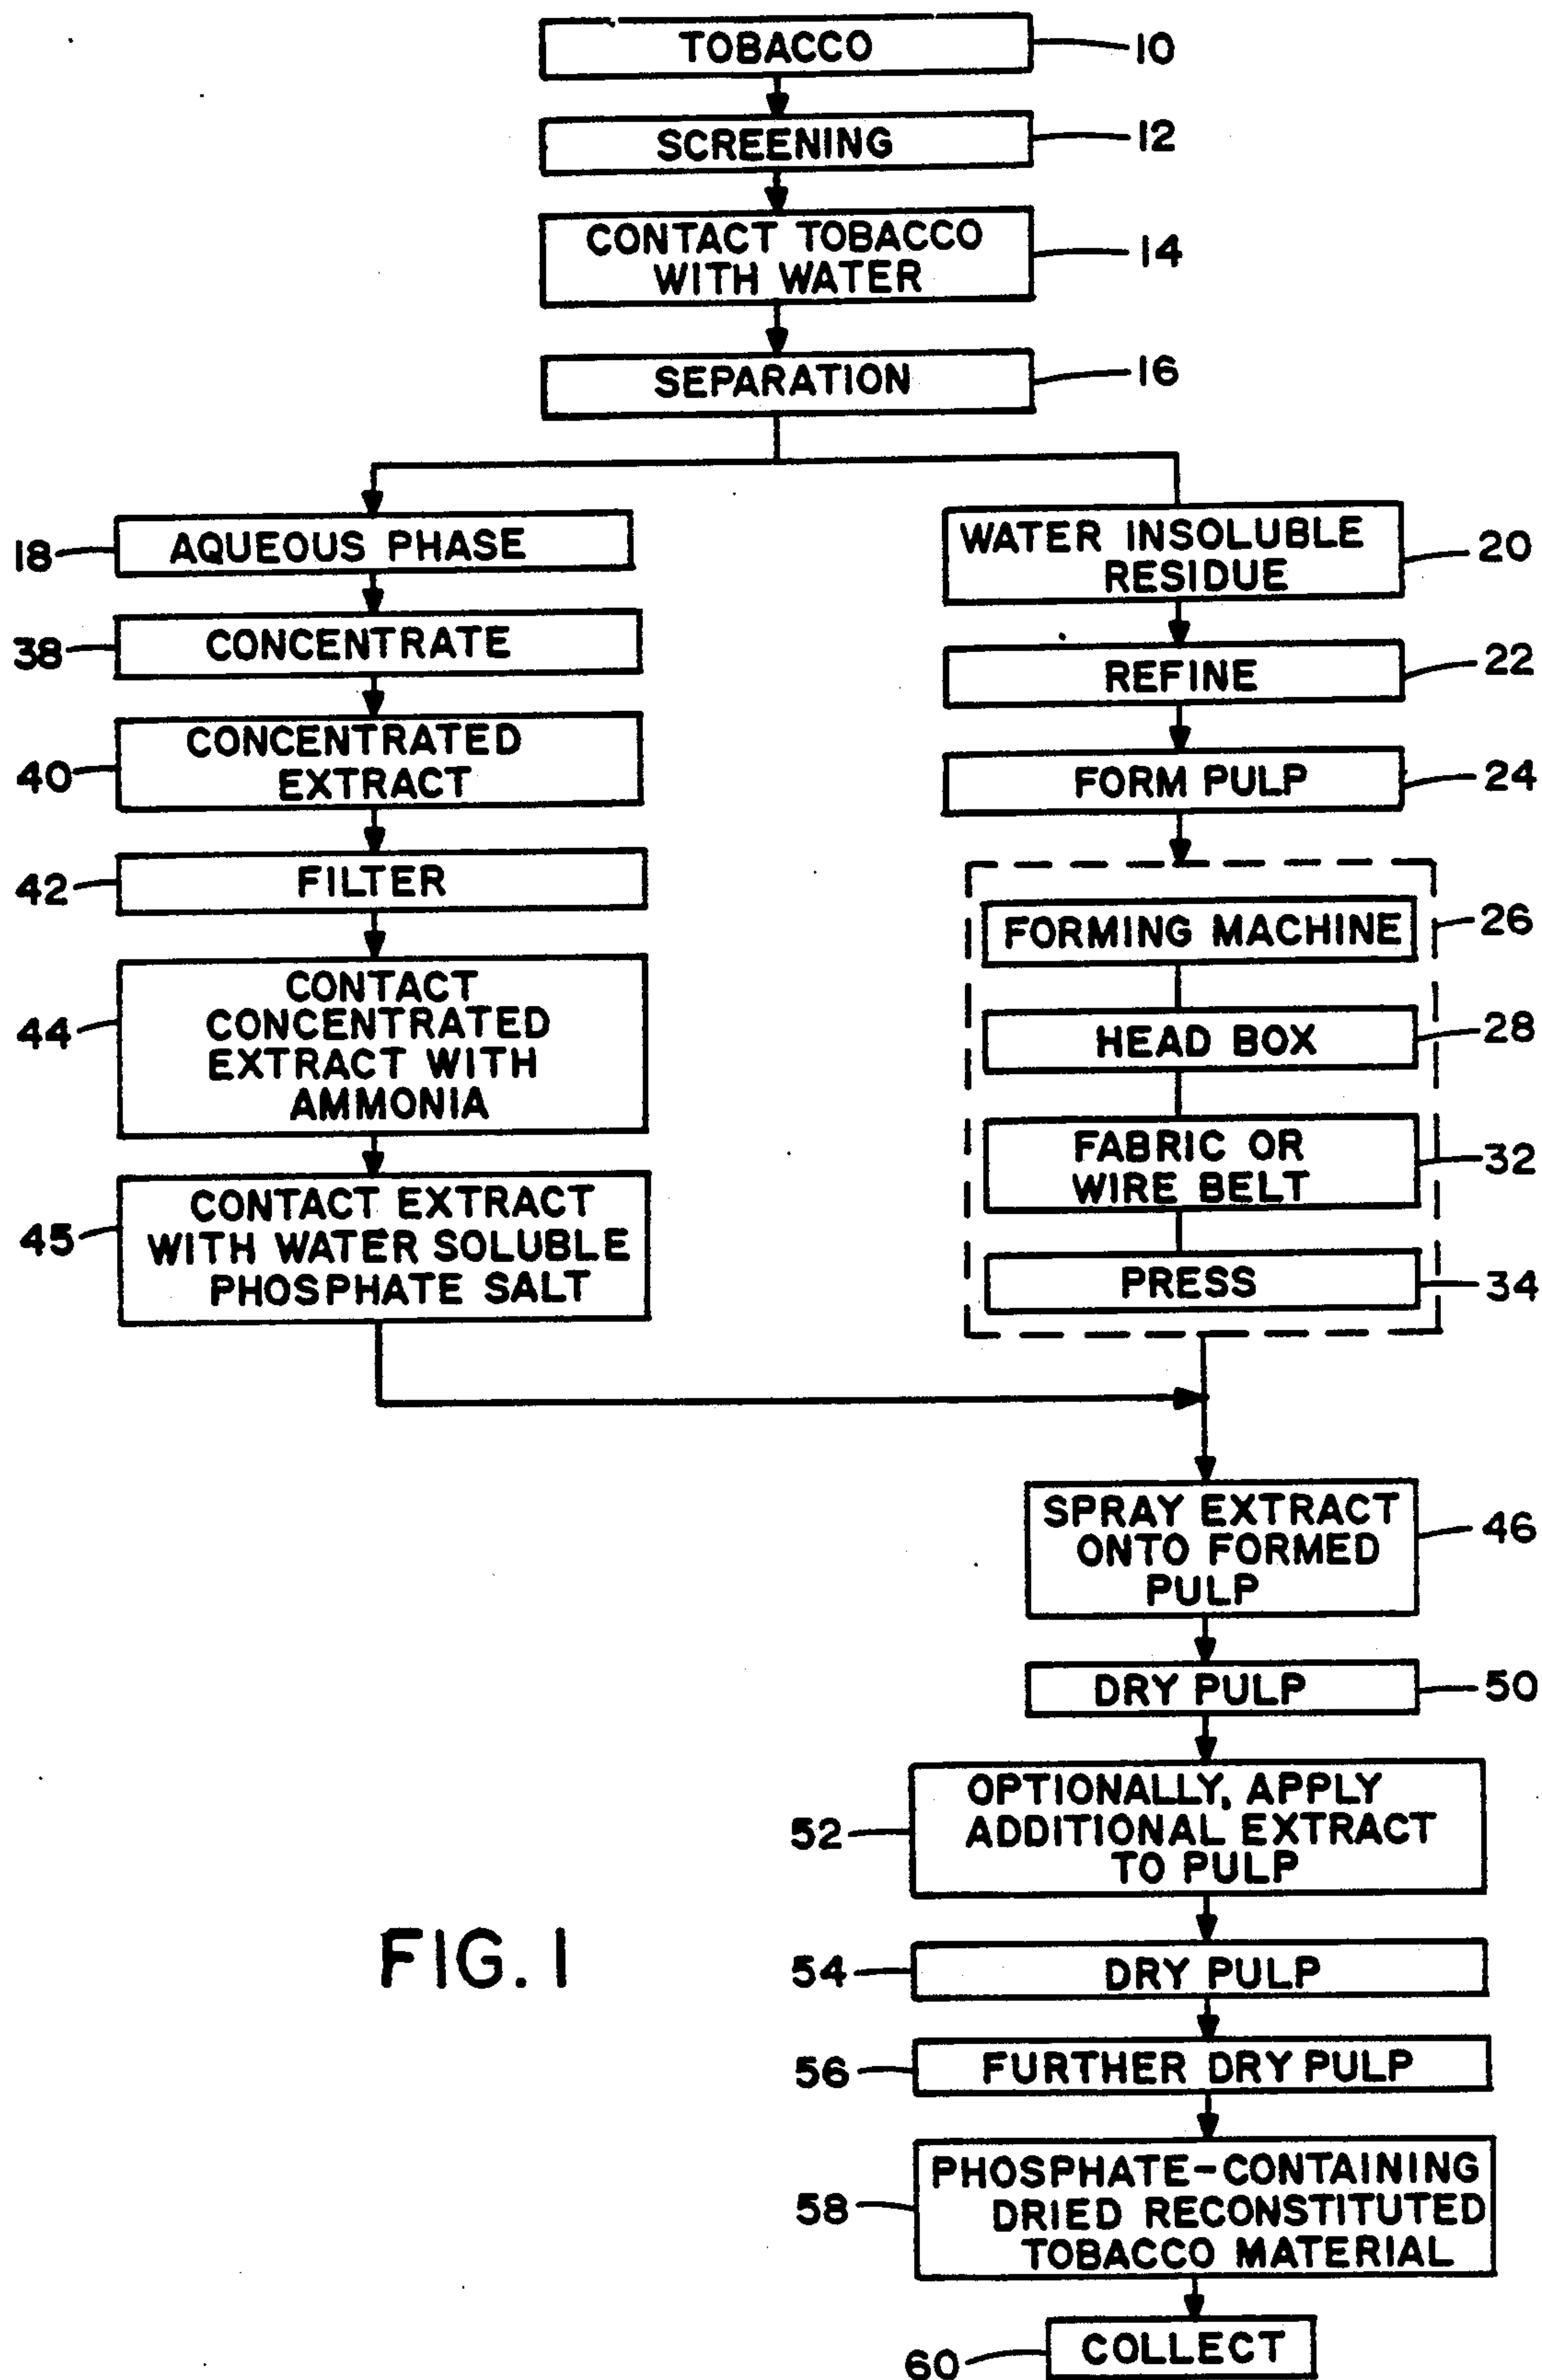 TOBACCO
10
SCREENING
12
CONTACT TOBACCO
WITH WATER
14
SEPARATION
16
AQUEOUS PHASE
18
CONCENTRATE
38
CONCENTRATED
EXTRACT
40
FILTER
42
CONTACT
CONCENTRATED
EXTRACT WITH
AMMONIA
44
CONTACT EXTRACT
WITH WATER SOLUBLE
PHOSPHATE SALT
45
WATER INSOLUBLE
RESIDUE
20
REFINE
22
FORM PULP
24
FORMING MACHINE
26
HEAD BOX
28
FABRIC OR
WIRE BELT
32
PRESS
34
SPRAY EXTRACT
ONTO FORMED
PULP
46
DRY PULP
50
OPTIONALLY, APPLY
ADDITIONAL EXTRACT
TO PULP
52
DRY PULP
54
FURTHER DRY PULP
56
PHOSPHATE-CONTAINING
DRIED RECONSTITUTED
TOBACCO MATERIAL
58
COLLECT
60
FIG. 1